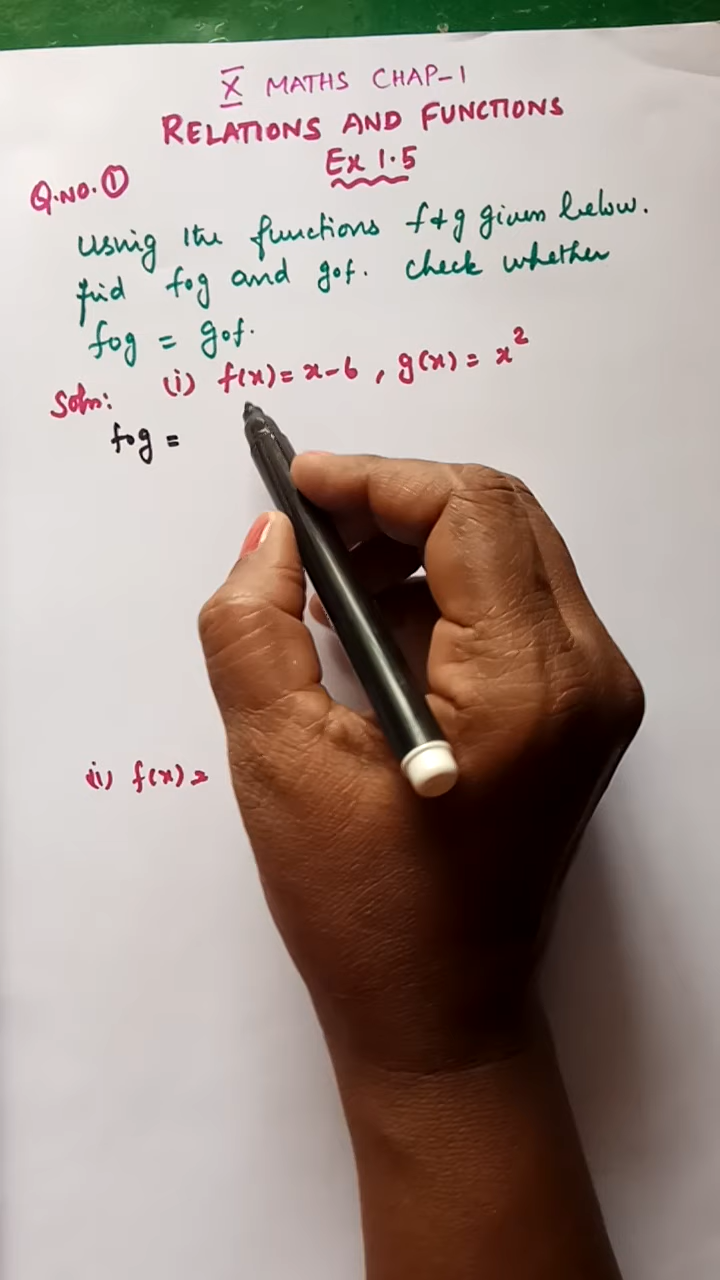 X MATHS CHAP-1
RELATIONS AND FUNCTIONS
Ex 1.5
Q.NO.①
Using the functions f & g given below.
find fog and gof. check whether
fog = gof.
Soln: (i) f(x) = x-6, g(x) = x²
fog =
(ii) f(x) =